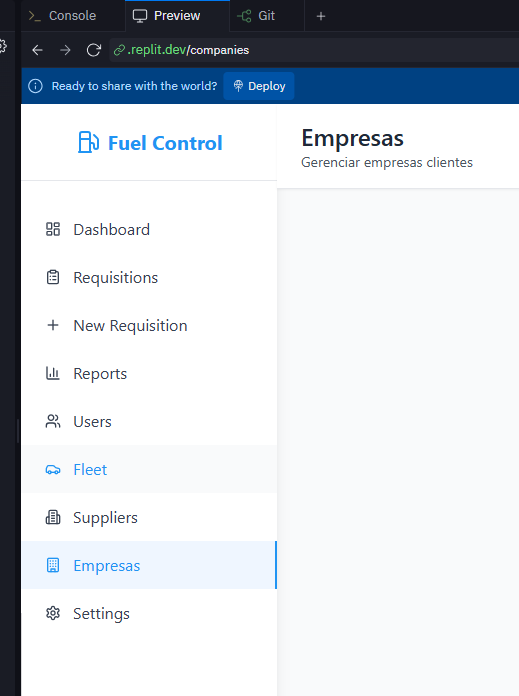 Console
Preview
Git
.replit.dev/companies
Ready to share with the world?
Deploy
Fuel Control
Empresas
Gerenciar empresas clientes
Dashboard
Requisitions
New Requisition
Reports
Users
Fleet
Suppliers
Empresas
Settings